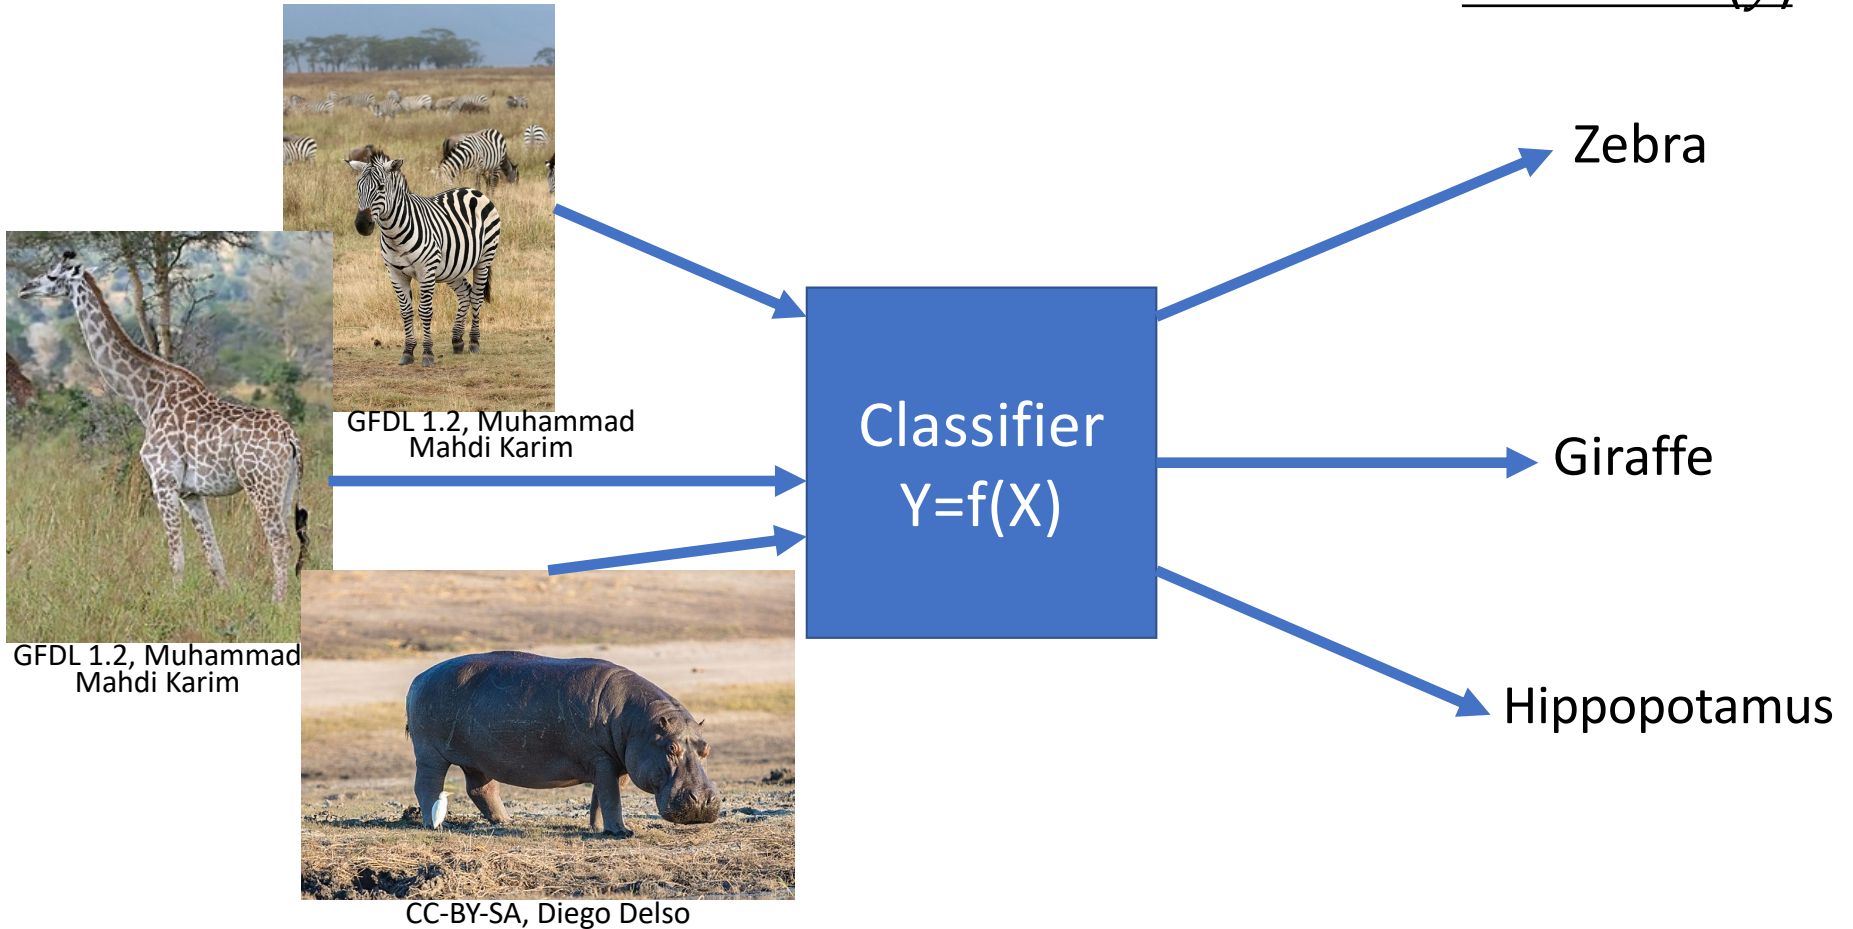 Zebra
GFDL 1.2, Muhammad
Mahdi Karim
Classifier
Y=f(X)
Giraffe
GFDL 1.2, Muhammad
Mahdi Karim
Hippopotamus
CC-BY-SA, Diego Delso